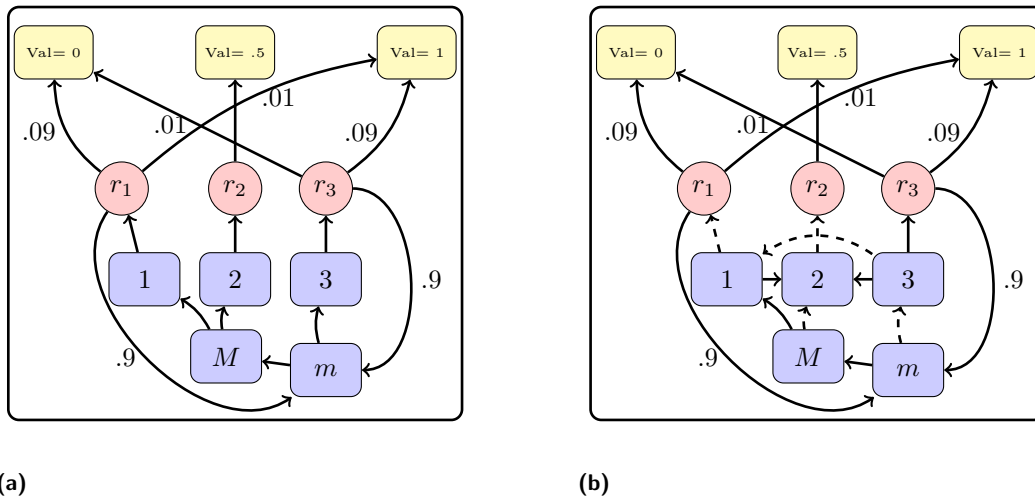 Val= 0 Val= .5 Val= 1 Val= 0 Val= .5 Val= 1
.01 .01
.09 .01 .09 .09 .01 .09
r1 r2 r3 r1 r2 r3
1 2 3 .9 1 2 3 .9
.9 M m .9 M m
(a) (b)